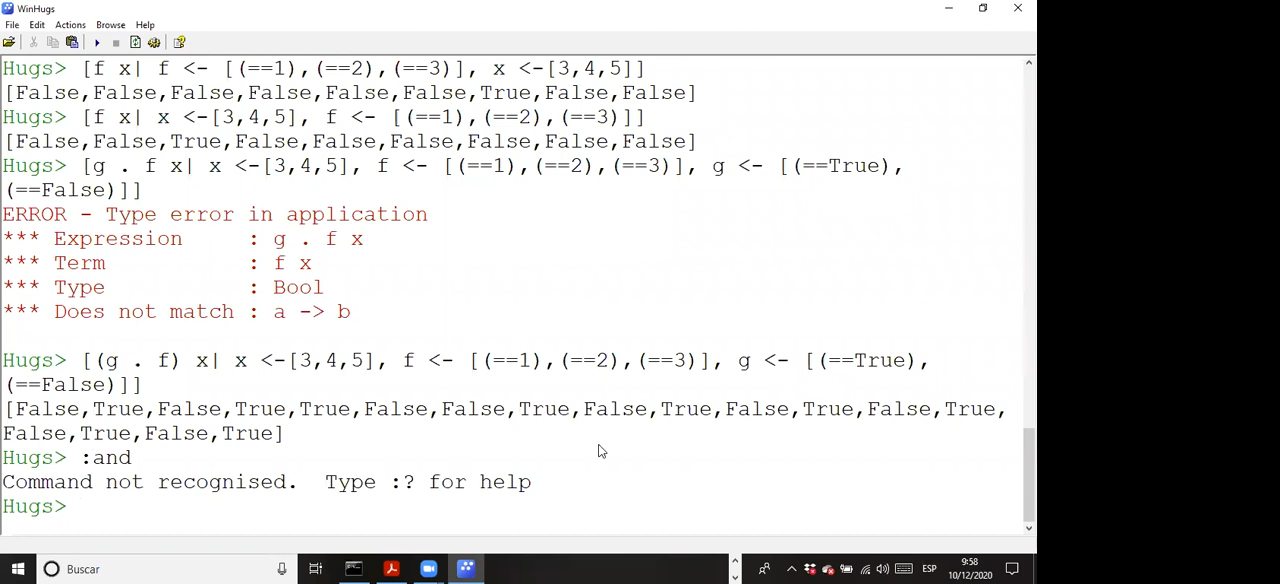 WinHugs
File Edit Actions Browse Help
Hugs> [f x| f <- [(==1),(==2),(==3)], x <-[3,4,5]]
[False,False,False,False,False,False,True,False,False]
Hugs> [f x| x <-[3,4,5], f <- [(==1),(==2),(==3)]]
[False,False,True,False,False,False,False,False,False]
Hugs> [g . f x| x <-[3,4,5], f <- [(==1),(==2),(==3)], g <- [(==True),
(==False)]]
ERROR - Type error in application
*** Expression : g . f x
*** Term : f x
*** Type : Bool
*** Does not match : a -> b
Hugs> [(g . f) x| x <-[3,4,5], f <- [(==1),(==2),(==3)], g <- [(==True),
(==False)]]
[False,True,False,True,True,False,False,True,False,True,False,True,False,True,
False,True,False,True]
Hugs> :and
Command not recognised. Type :? for help
Hugs>
Buscar
ESP
9:58
10/12/2020